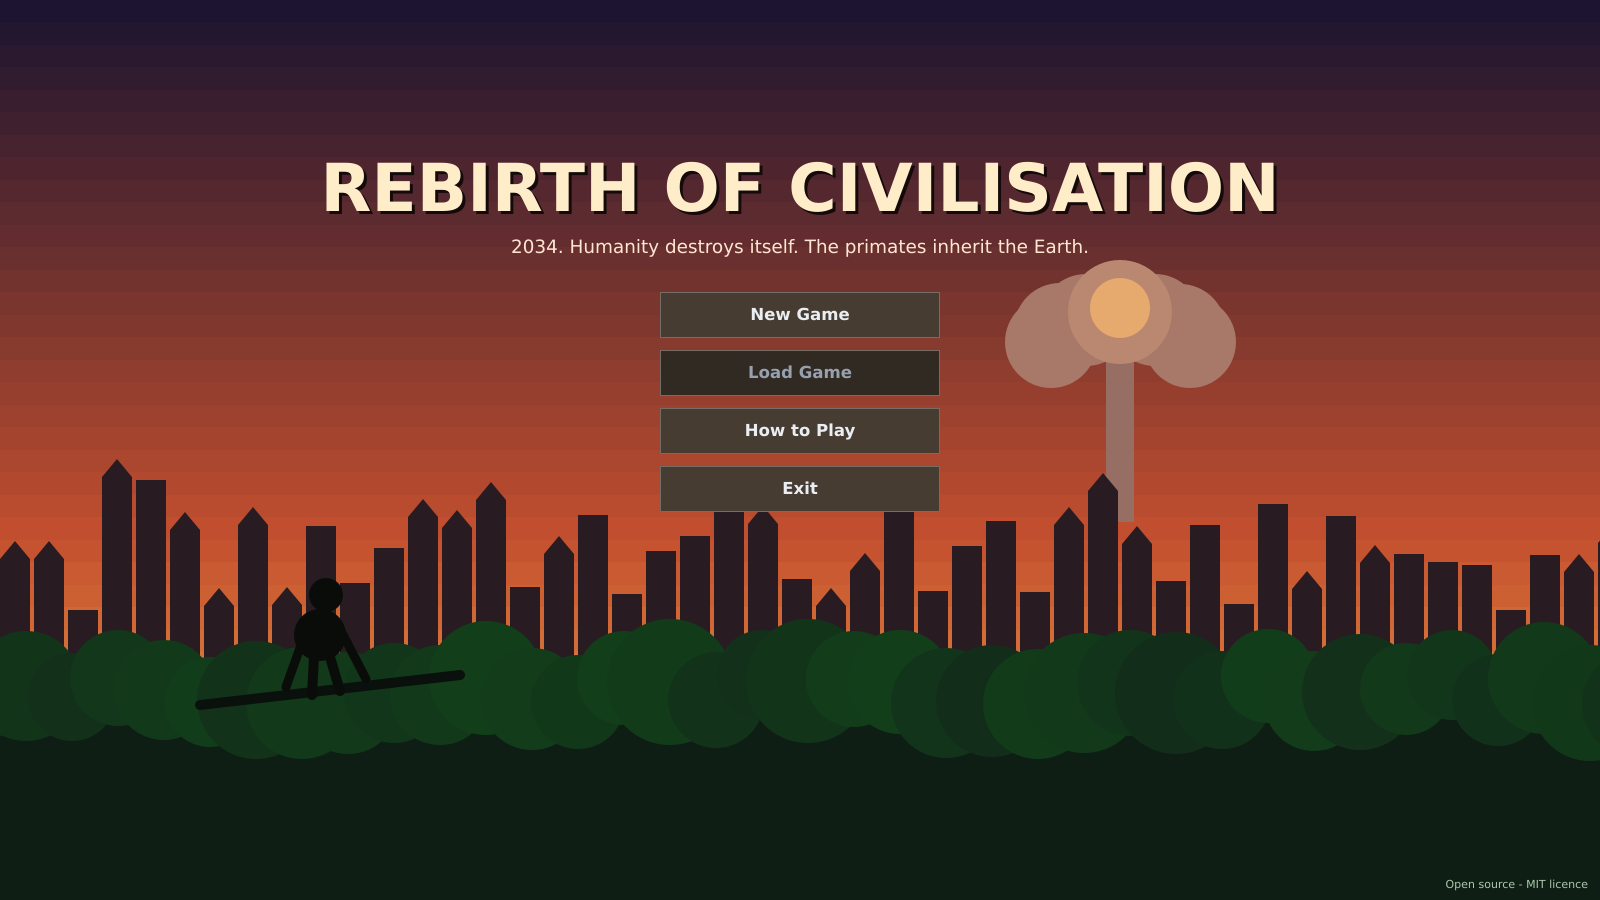 REBIRTH OF CIVILISATION
2034. Humanity destroys itself. The primates inherit the Earth.
New Game
Load Game
How to Play
Exit
Open source - MIT licence